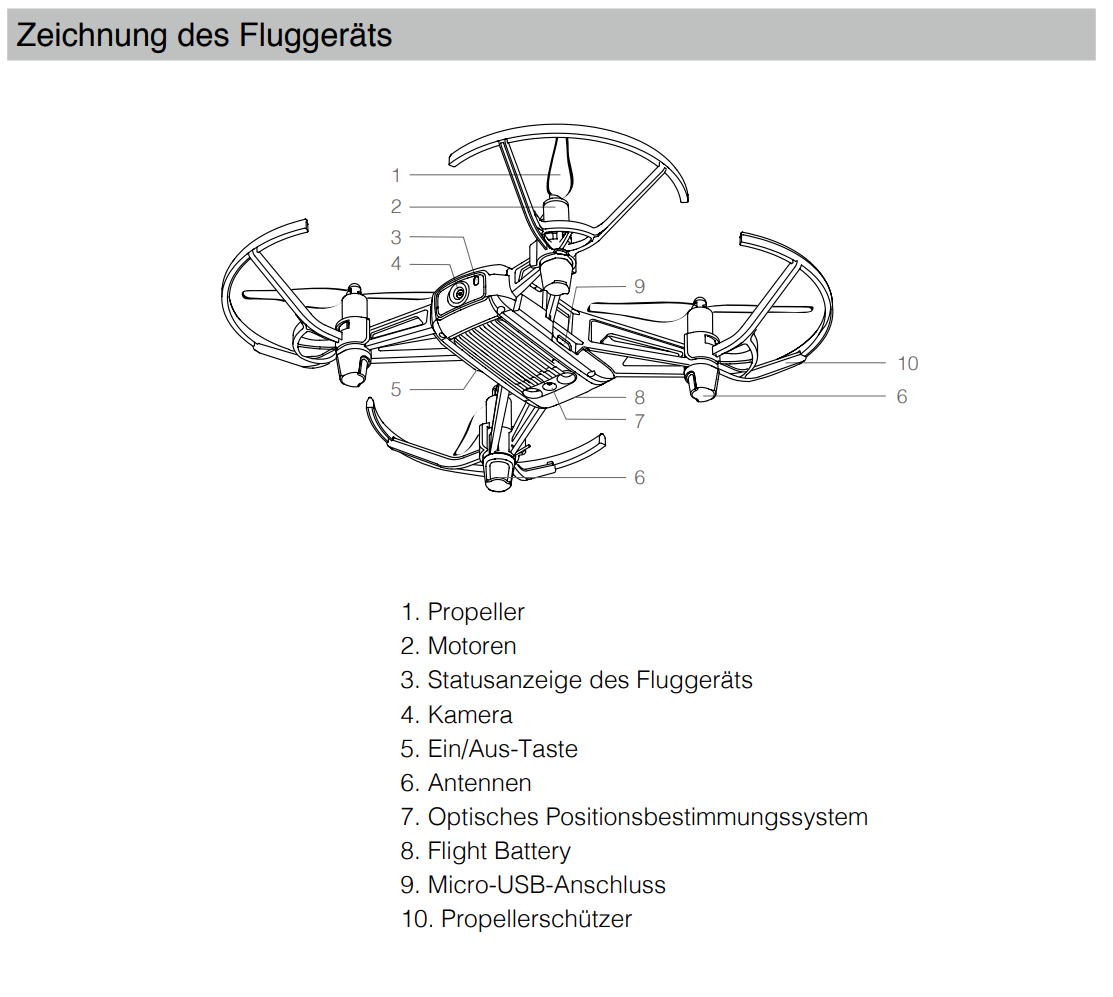 Zeichnung des Fluggeräts
1
2
3
4
9
10
5
8
6
7
6
1. Propeller
2. Motoren
3. Statusanzeige des Fluggeräts
4. Kamera
5. Ein/Aus-Taste
6. Antennen
7. Optisches Positionsbestimmungssystem
8. Flight Battery
9. Micro-USB-Anschluss
10. Propellerschützer